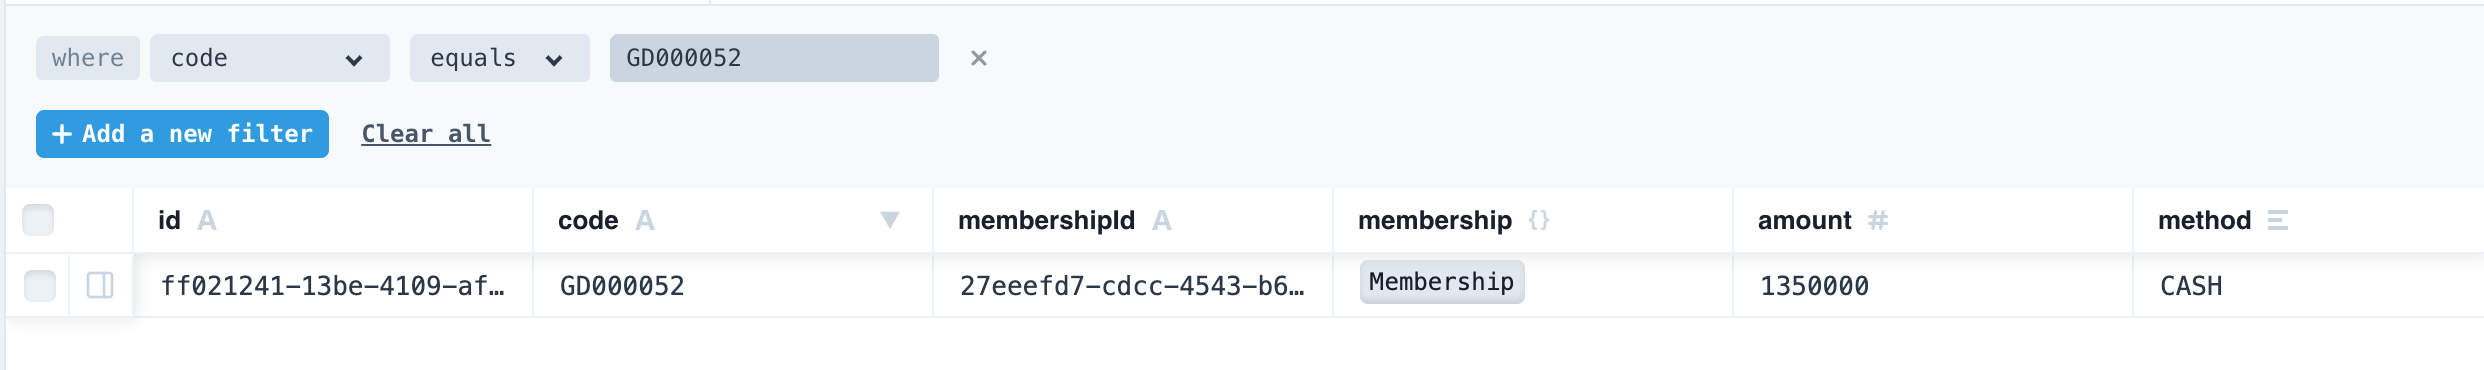 where code equals GD000052 ×
+ Add a new filter Clear all
id A code A membershipId A membership {} amount # method
ff021241-13be-4109-af… GD000052 27eeefd7-cdcc-4543-b6… Membership 1350000 CASH